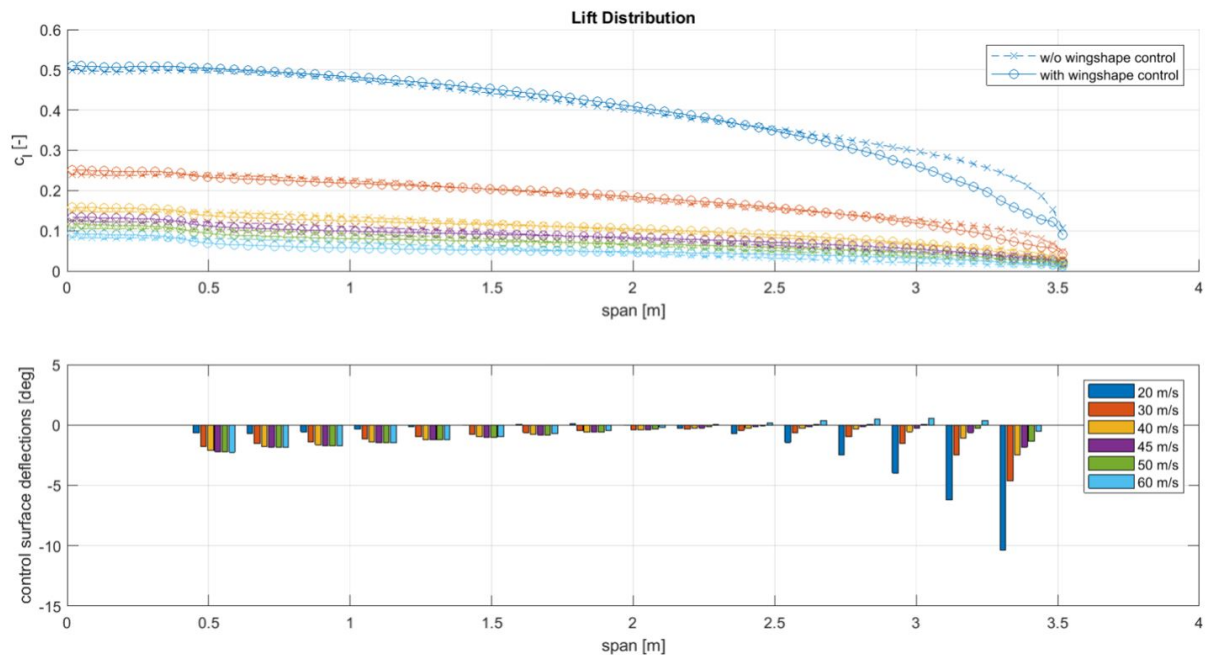 Lift Distribution
0.6
0.5
0.4
0.3
0.2
0.1
0
c_l [-]
w/o wingshape control
with wingshape control
0 0.5 1 1.5 2 2.5 3 3.5 4
span [m]
5
0
-5
-10
-15
control surface deflections [deg]
20 m/s
30 m/s
40 m/s
45 m/s
50 m/s
60 m/s
0 0.5 1 1.5 2 2.5 3 3.5 4
span [m]